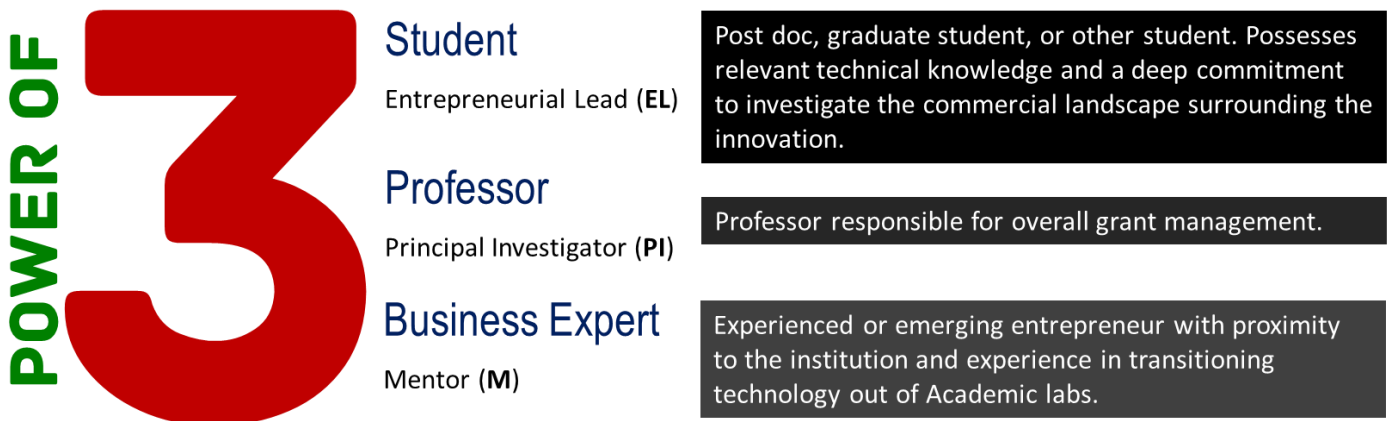 POWER OF
3
Student
Entrepreneurial Lead (EL)
Post doc, graduate student, or other student. Possesses
relevant technical knowledge and a deep commitment
to investigate the commercial landscape surrounding the
innovation.
Professor
Principal Investigator (PI)
Professor responsible for overall grant management.
Business Expert
Mentor (M)
Experienced or emerging entrepreneur with proximity
to the institution and experience in transitioning
technology out of Academic labs.